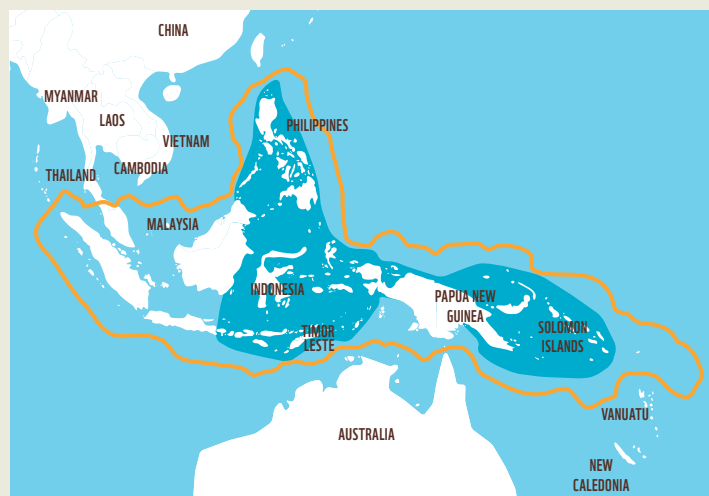 CHINA
MYANMAR
LAOS
PHILIPPINES
VIETNAM
CAMBODIA
THAILAND
MALAYSIA
INDONESIA
PAPUA NEW
GUINEA
SOLOMON
ISLANDS
TIMOR
LESTE
VANUATU
AUSTRALIA
NEW
CALEDONIA